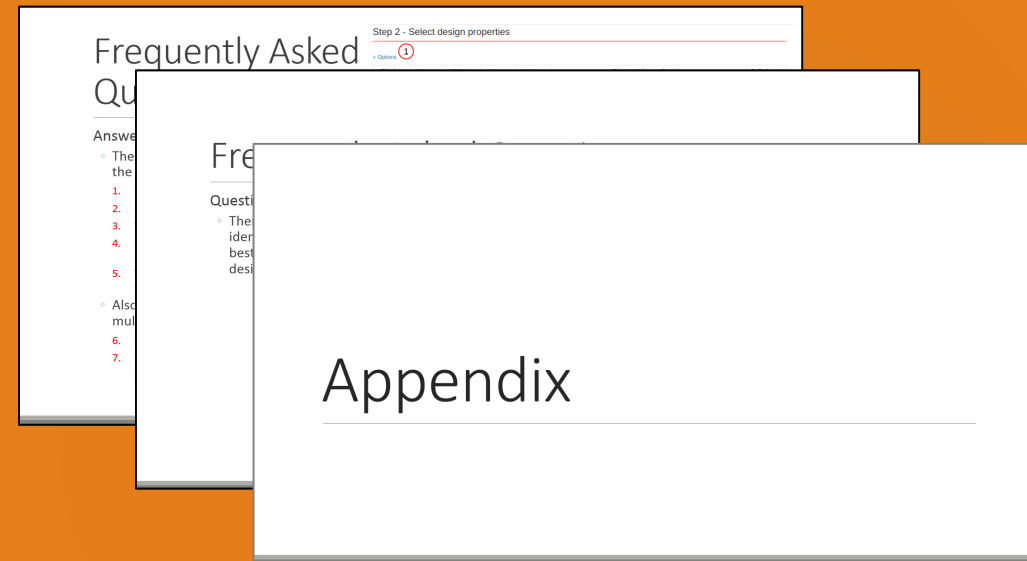 Frequently Asked
Qu
Step 2 - Select design properties
+ Options 1
Answe
The
the
1.
2.
3.
4.
5.
Also
mul
6.
7.
Fre
Questi
The
iden
best
desi
Appendix